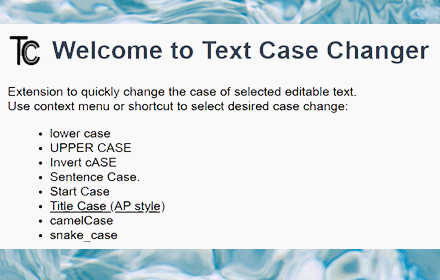 TC Welcome to Text Case Changer
Extension to quickly change the case of selected editable text.
Use context menu or shortcut to select desired case change:
• lower case
• UPPER CASE
• Invert cASE
• Sentence Case.
• Start Case
• Title Case (AP style)
• camelCase
• snake_case